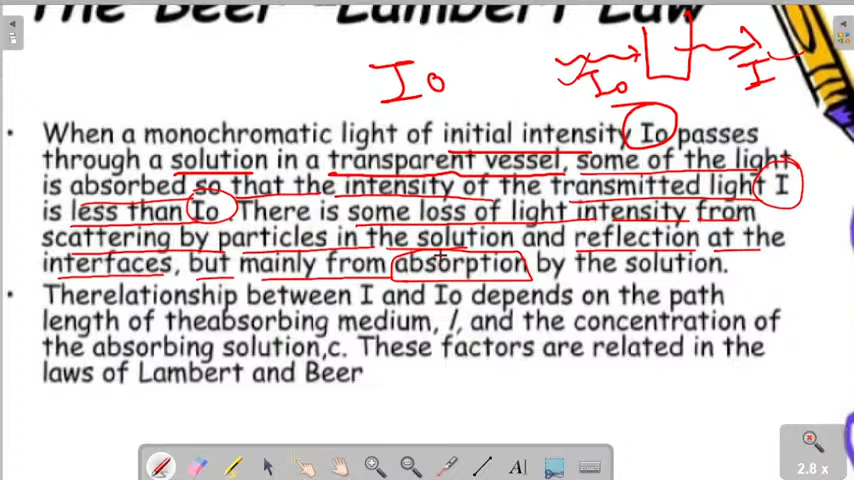 The Beer -Lambert Law
Io
Io
I
• When a monochromatic light of initial intensity Io passes
through a solution in a transparent vessel, some of the light
is absorbed so that the intensity of the transmitted light I
is less than Io There is some loss of light intensity from
scattering by particles in the solution and reflection at the
interfaces, but mainly from absorption by the solution.
• Therelationship between I and Io depends on the path
length of theabsorbing medium, l, and the concentration of
the absorbing solution,c. These factors are related in the
laws of Lambert and Beer
A
2.8 x